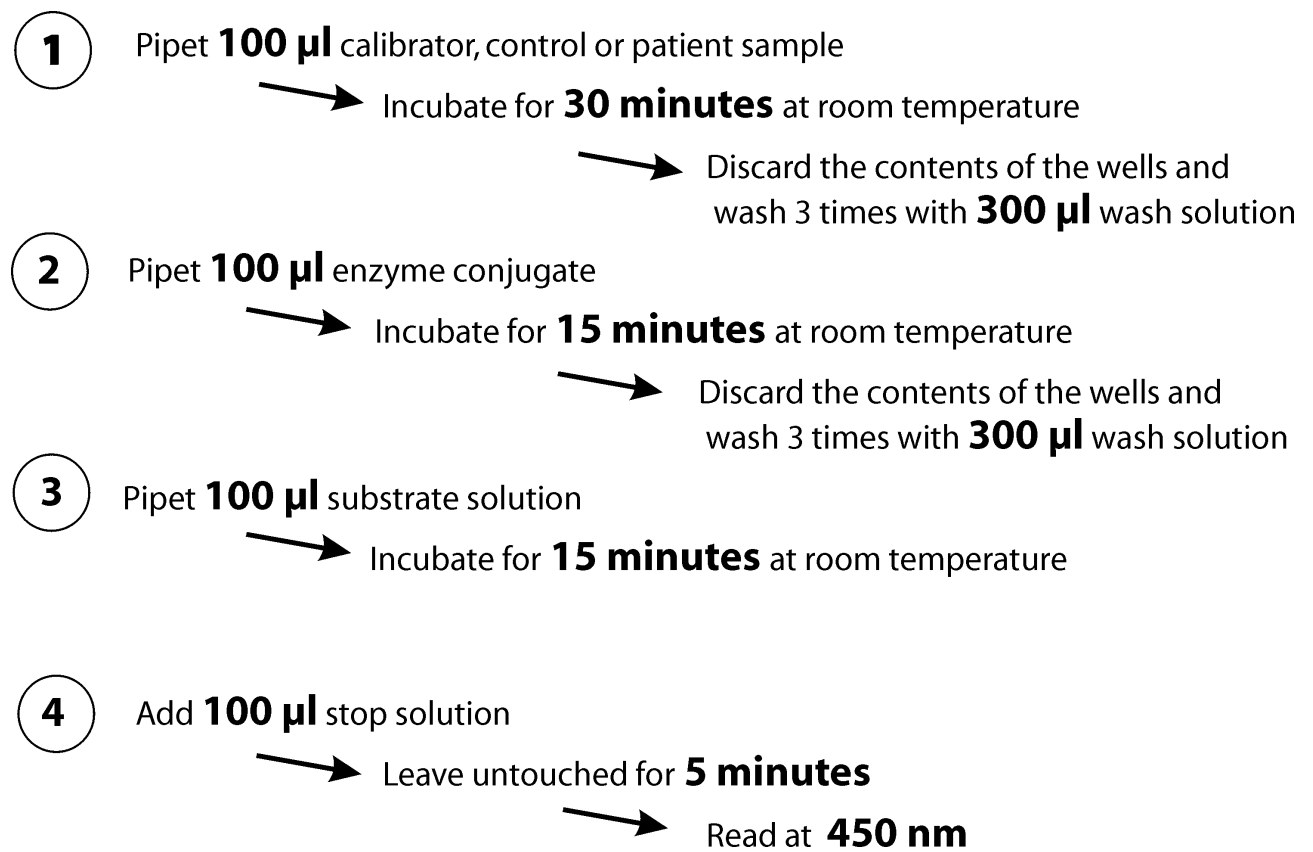 1 Pipet 100 µl calibrator, control or patient sample
Incubate for 30 minutes at room temperature
Discard the contents of the wells and
wash 3 times with 300 µl wash solution
2 Pipet 100 µl enzyme conjugate
Incubate for 15 minutes at room temperature
Discard the contents of the wells and
wash 3 times with 300 µl wash solution
3 Pipet 100 µl substrate solution
Incubate for 15 minutes at room temperature
4 Add 100 µl stop solution
Leave untouched for 5 minutes
Read at 450 nm